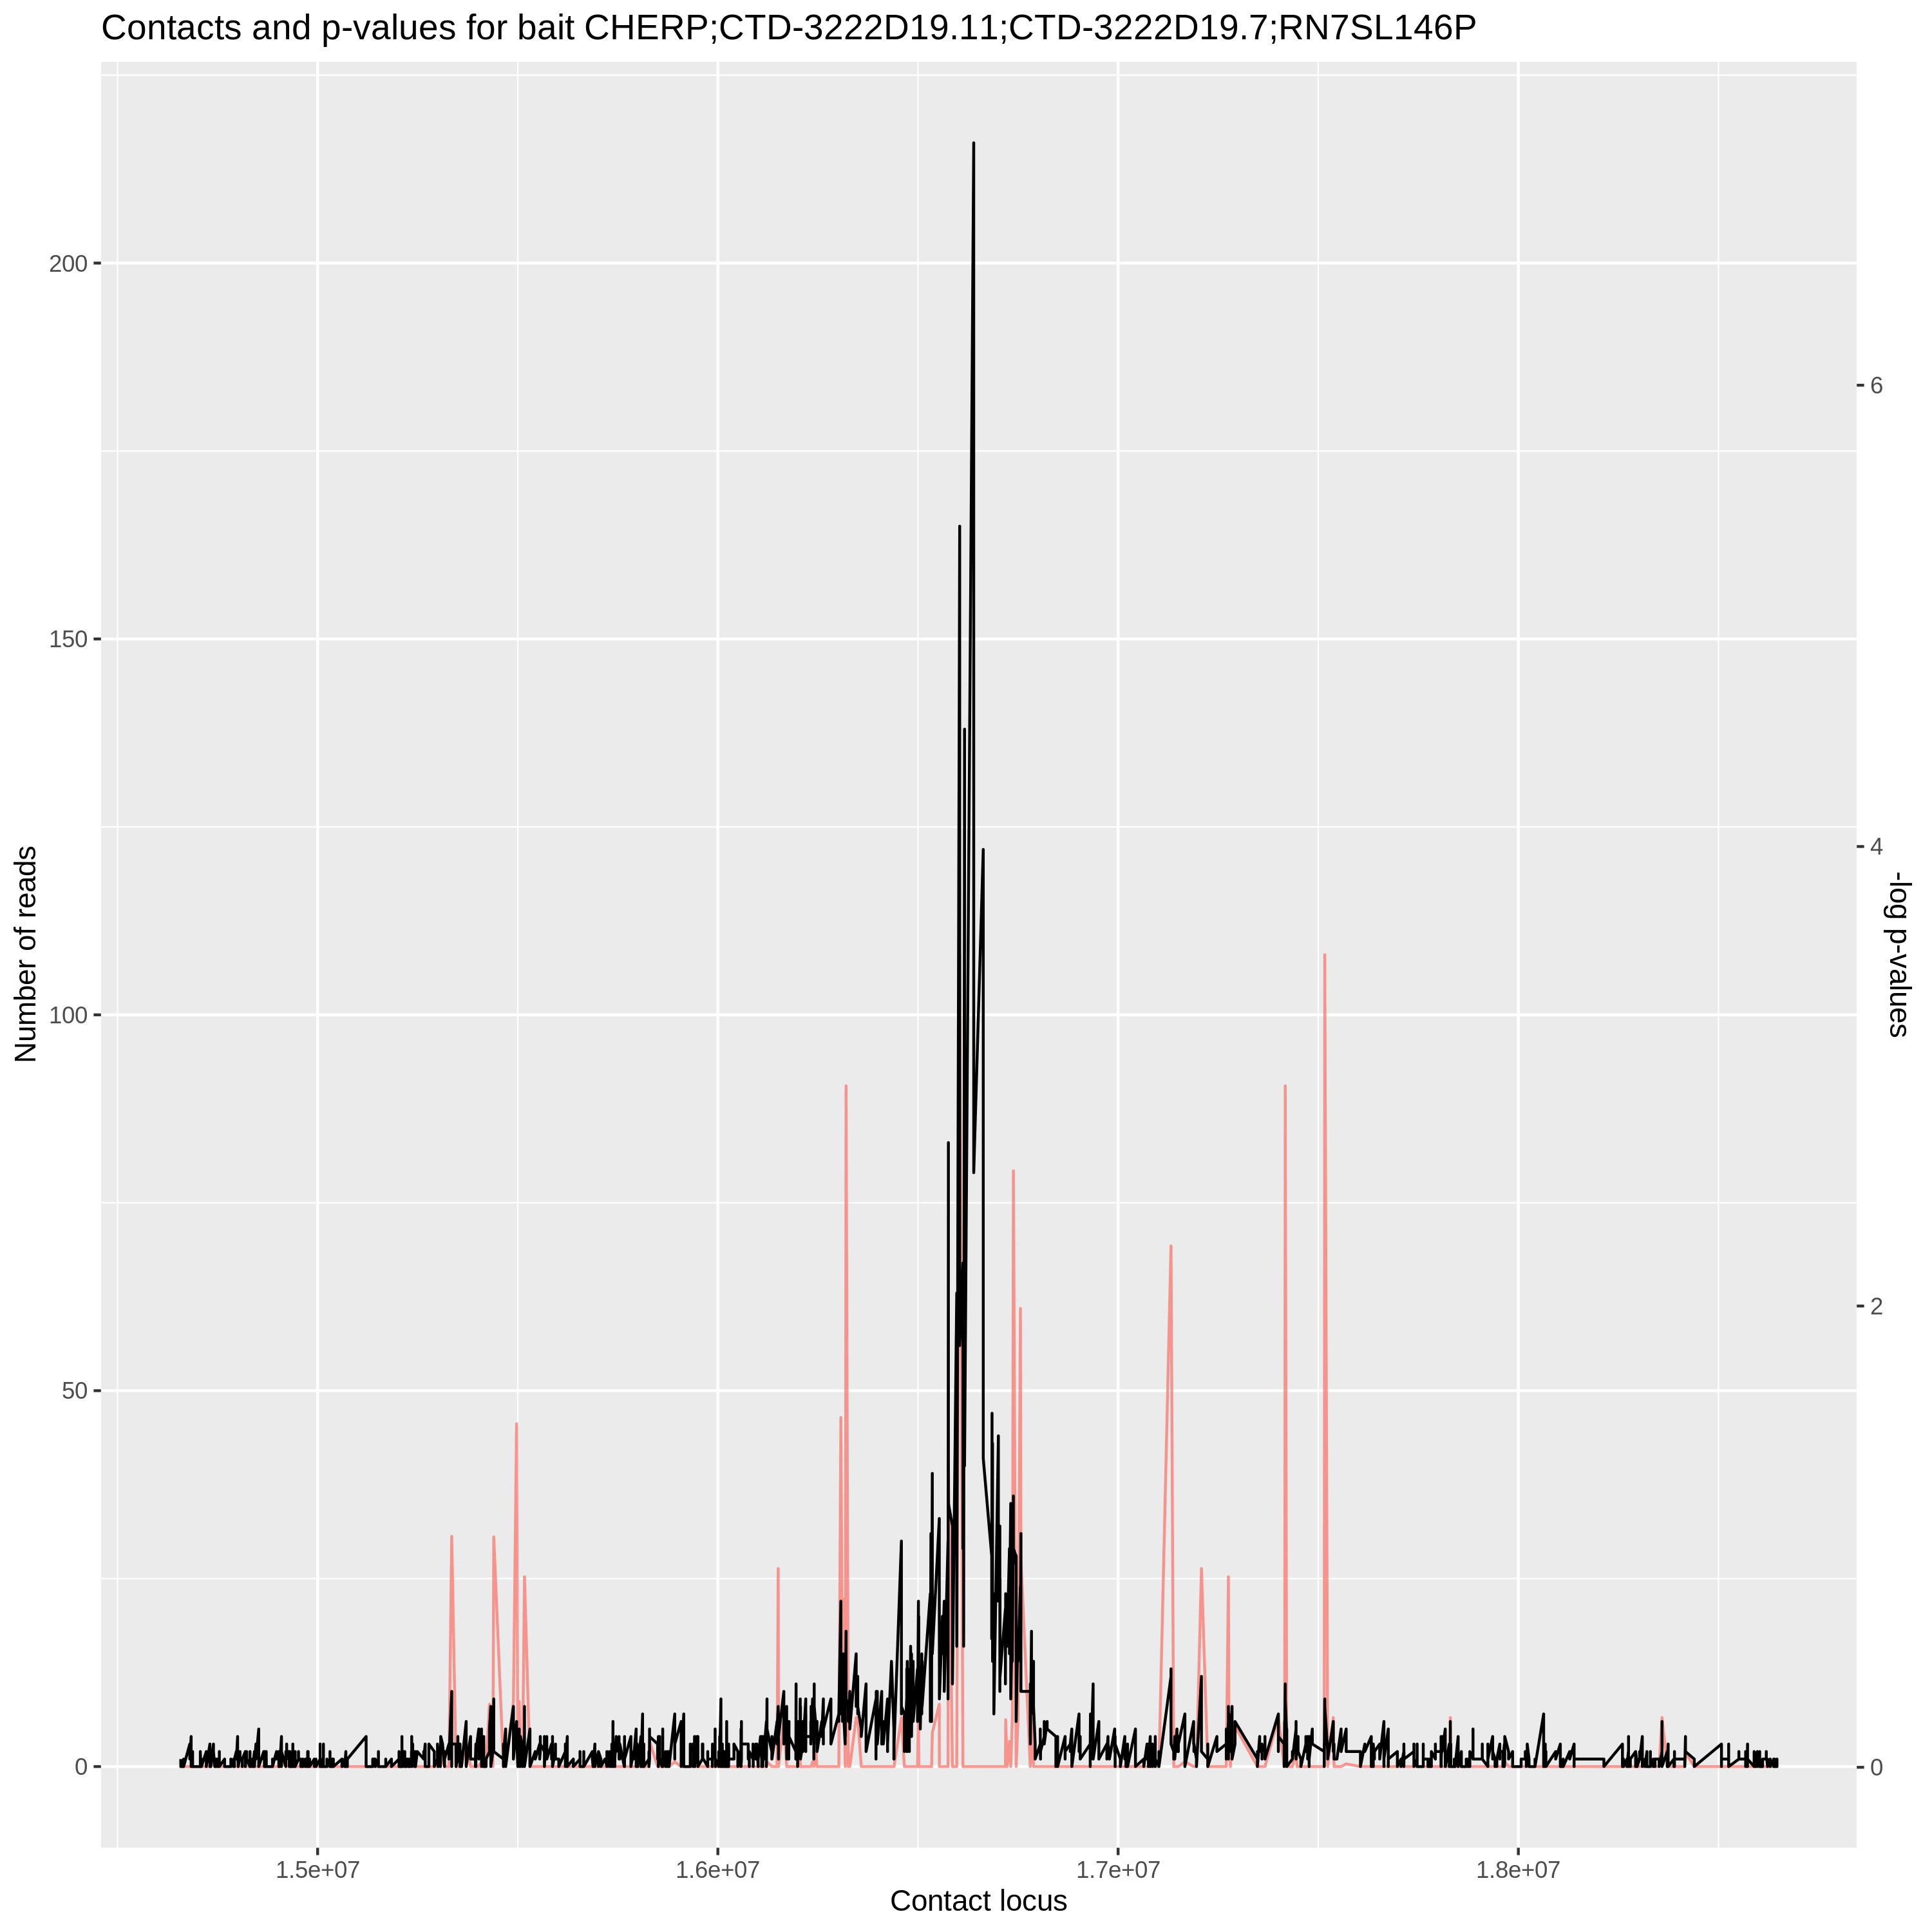 Contacts and p-values for bait CHERP;CTD-3222D19.11;CTD-3222D19.7;RN7SL146P
Number of reads
200
150
100
50
0
6
4
2
0
-log p-values
1.5e+07
1.6e+07
1.7e+07
1.8e+07
Contact locus